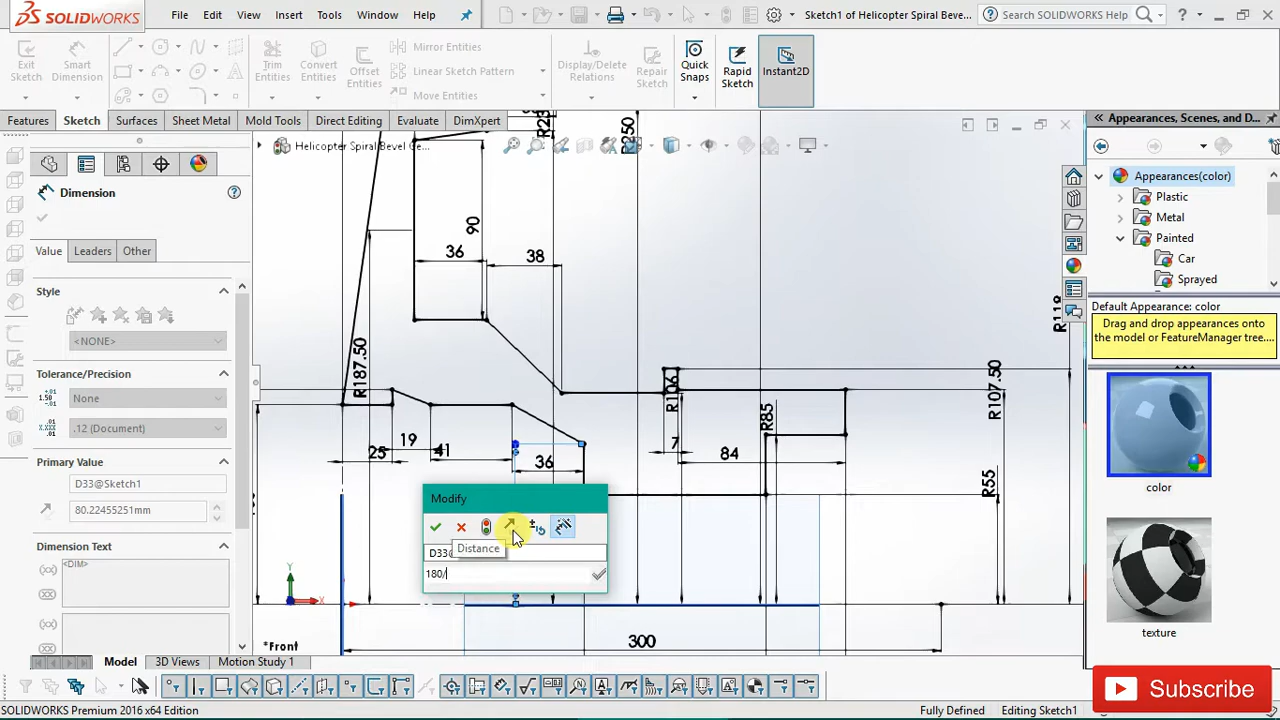 SOLIDWORKS
File Edit View Insert Tools Window Help
Sketch1 of Helicopter Spiral Beve...
Search SOLIDWORKS
Exit Sketch
Smart Dimension
Trim Entities
Convert Entities
Offset Entities
Mirror Entities
Linear Sketch Pattern
Move Entities
Display/Delete Relations
Repair Sketch
Quick Snaps
Rapid Sketch
Instant2D
Features Sketch Surfaces Sheet Metal Mold Tools Direct Editing DimXpert
Helicopter Spiral Bevel Ge...
Dimension
Value Leaders Other
Style
<NONE>
Tolerance/Precision
None
.12 (Document)
Primary Value
D33@Sketch1
80.22455251mm
Dimension Text
<DIM>
R250
90
36
38
R187.50
R106
R85
R107.50
R55
19
25
41
36
7
84
300
Modify
Distance
180/
Y
X
*Front
Appearances, Scenes, and D...
Appearances(color)
Plastic
Metal
Painted
Car
Sprayed
Default Appearance: color
Drag and drop appearances onto
the model or FeatureManager tree....
color
texture
Model 3D Views Motion Study 1
Subscribe
SOLIDWORKS Premium 2016 x64 Edition
Fully Defined Editing Sketch1